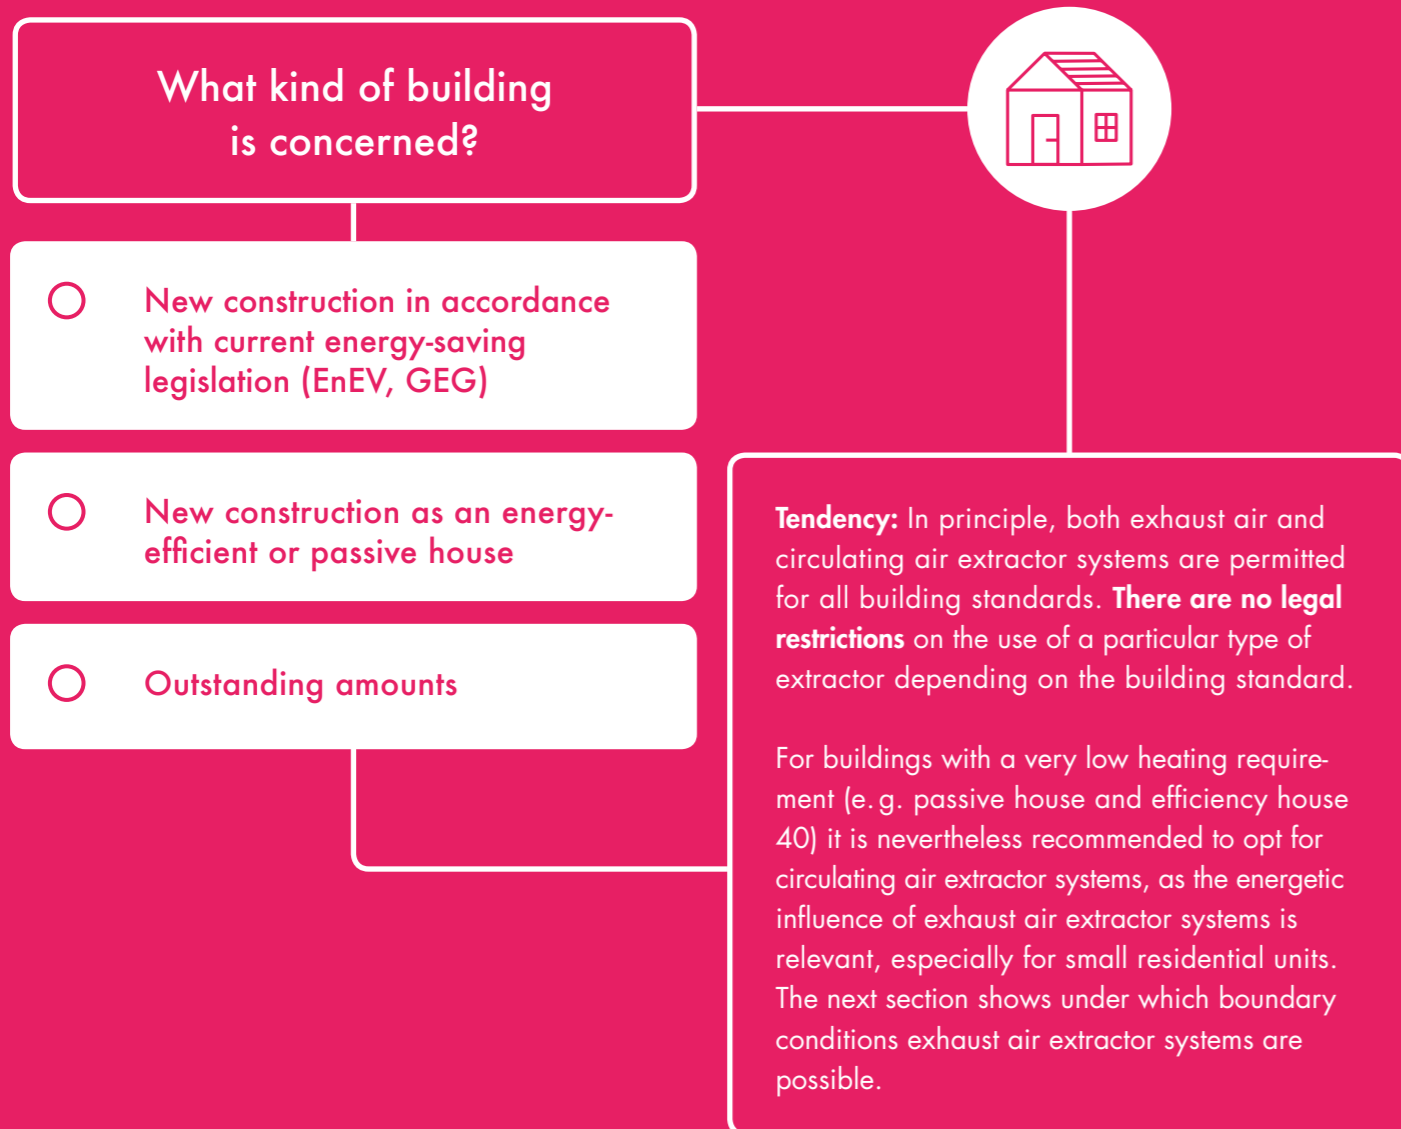 What kind of building
is concerned?
New construction in accordance
with current energy-saving
legislation (EnEV, GEG)
New construction as an energy-
efficient or passive house
Outstanding amounts
Tendency: In principle, both exhaust air and
circulating air extractor systems are permitted
for all building standards. There are no legal
restrictions on the use of a particular type of
extractor depending on the building standard.
For buildings with a very low heating require-
ment (e. g. passive house and efficiency house
40) it is nevertheless recommended to opt for
circulating air extractor systems, as the energetic
influence of exhaust air extractor systems is
relevant, especially for small residential units.
The next section shows under which boundary
conditions exhaust air extractor systems are
possible.